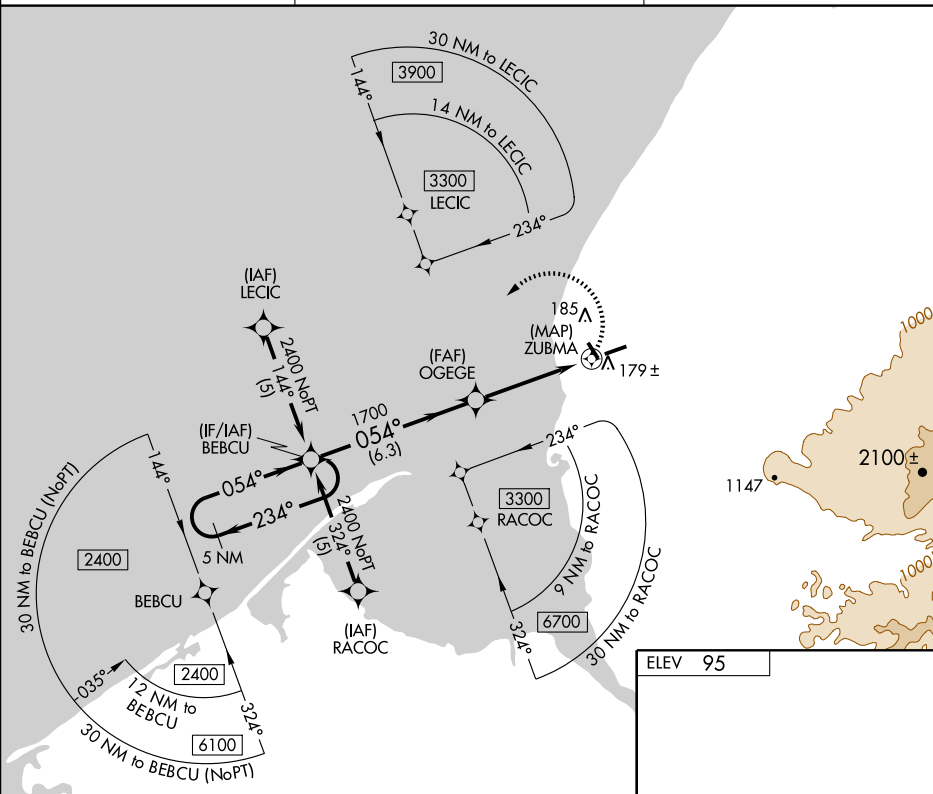 30 NM to LECIC
3900
144°
14 NM to LECIC
3300
LECIC
234°
(IAF)
LECIC
2400 NoPT
144°
(5)
185
(MAP)
ZUBMA
179 ±
(FAF)
OGEGE
1700
054°
(6.3)
(IF/IAF)
BEBCU
054°
234°
5 NM
2400 NoPT
324°
(5)
(IAF)
RACOC
234°
3300
RACOC
9 NM to RACOC
6700
324°
30 NM to RACOC
144°
30 NM to BEBCU (NoPT)
2400
BEBCU
035°
2400
12 NM to
BEBCU
324°
6100
30 NM to BEBCU (NoPT)
1000
2100 ±
1147
1000
ELEV 95